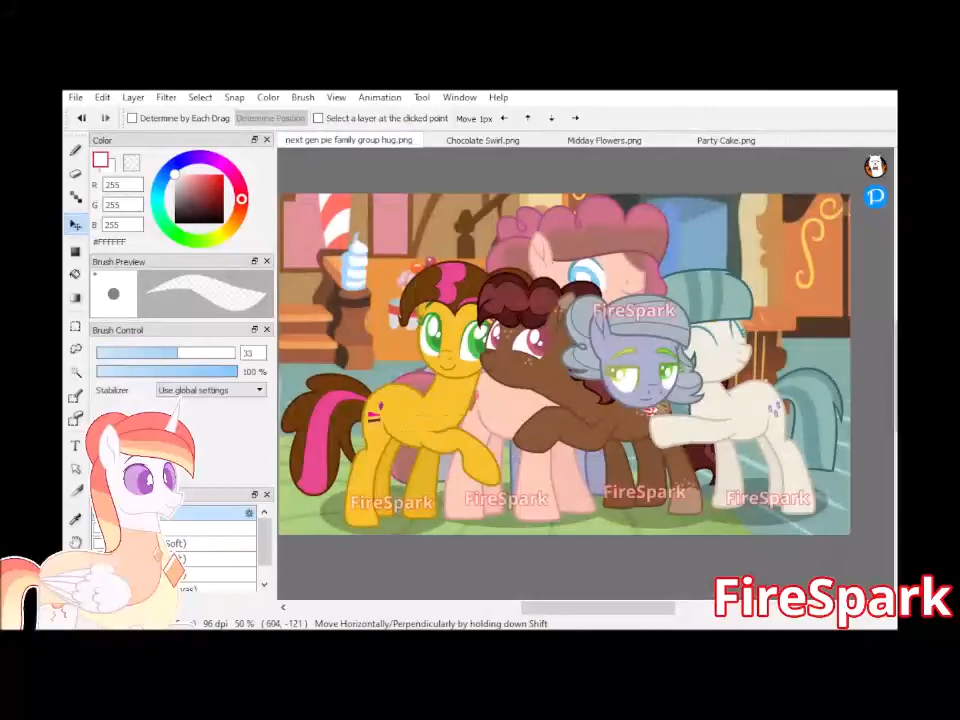 File Edit Layer Filter Select Snap Color Brush View Animation Tool Window Help
Determine by Each Drag Determine Position Select a layer at the clicked point Move 1px
Color
next gen pie family group hug.png Chocolate Swirl.png Midday Flowers.png Party Cake.png
R 255
G 255
B 255
#FFFFFF
Brush Preview
Brush Control
33
100 %
Stabilizer Use global settings
T
FireSpark
FireSpark FireSpark FireSpark FireSpark
FireSpark
96 dpi 50 % ( 604, -121 ) Move Horizontally/Perpendicularly by holding down Shift